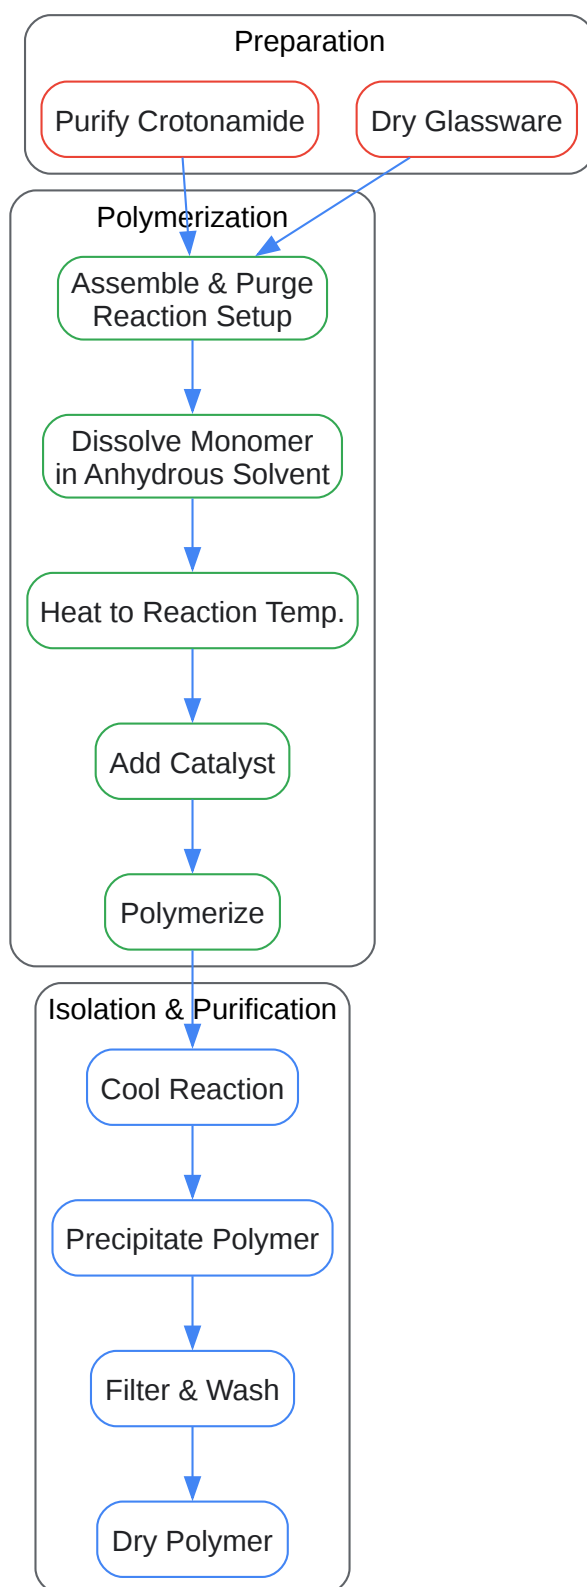 Preparation
Purify Crotonamide
Dry Glassware
Polymerization
Assemble & Purge
Reaction Setup
Dissolve Monomer
in Anhydrous Solvent
Heat to Reaction Temp.
Add Catalyst
Polymerize
Isolation & Purification
Cool Reaction
Precipitate Polymer
Filter & Wash
Dry Polymer